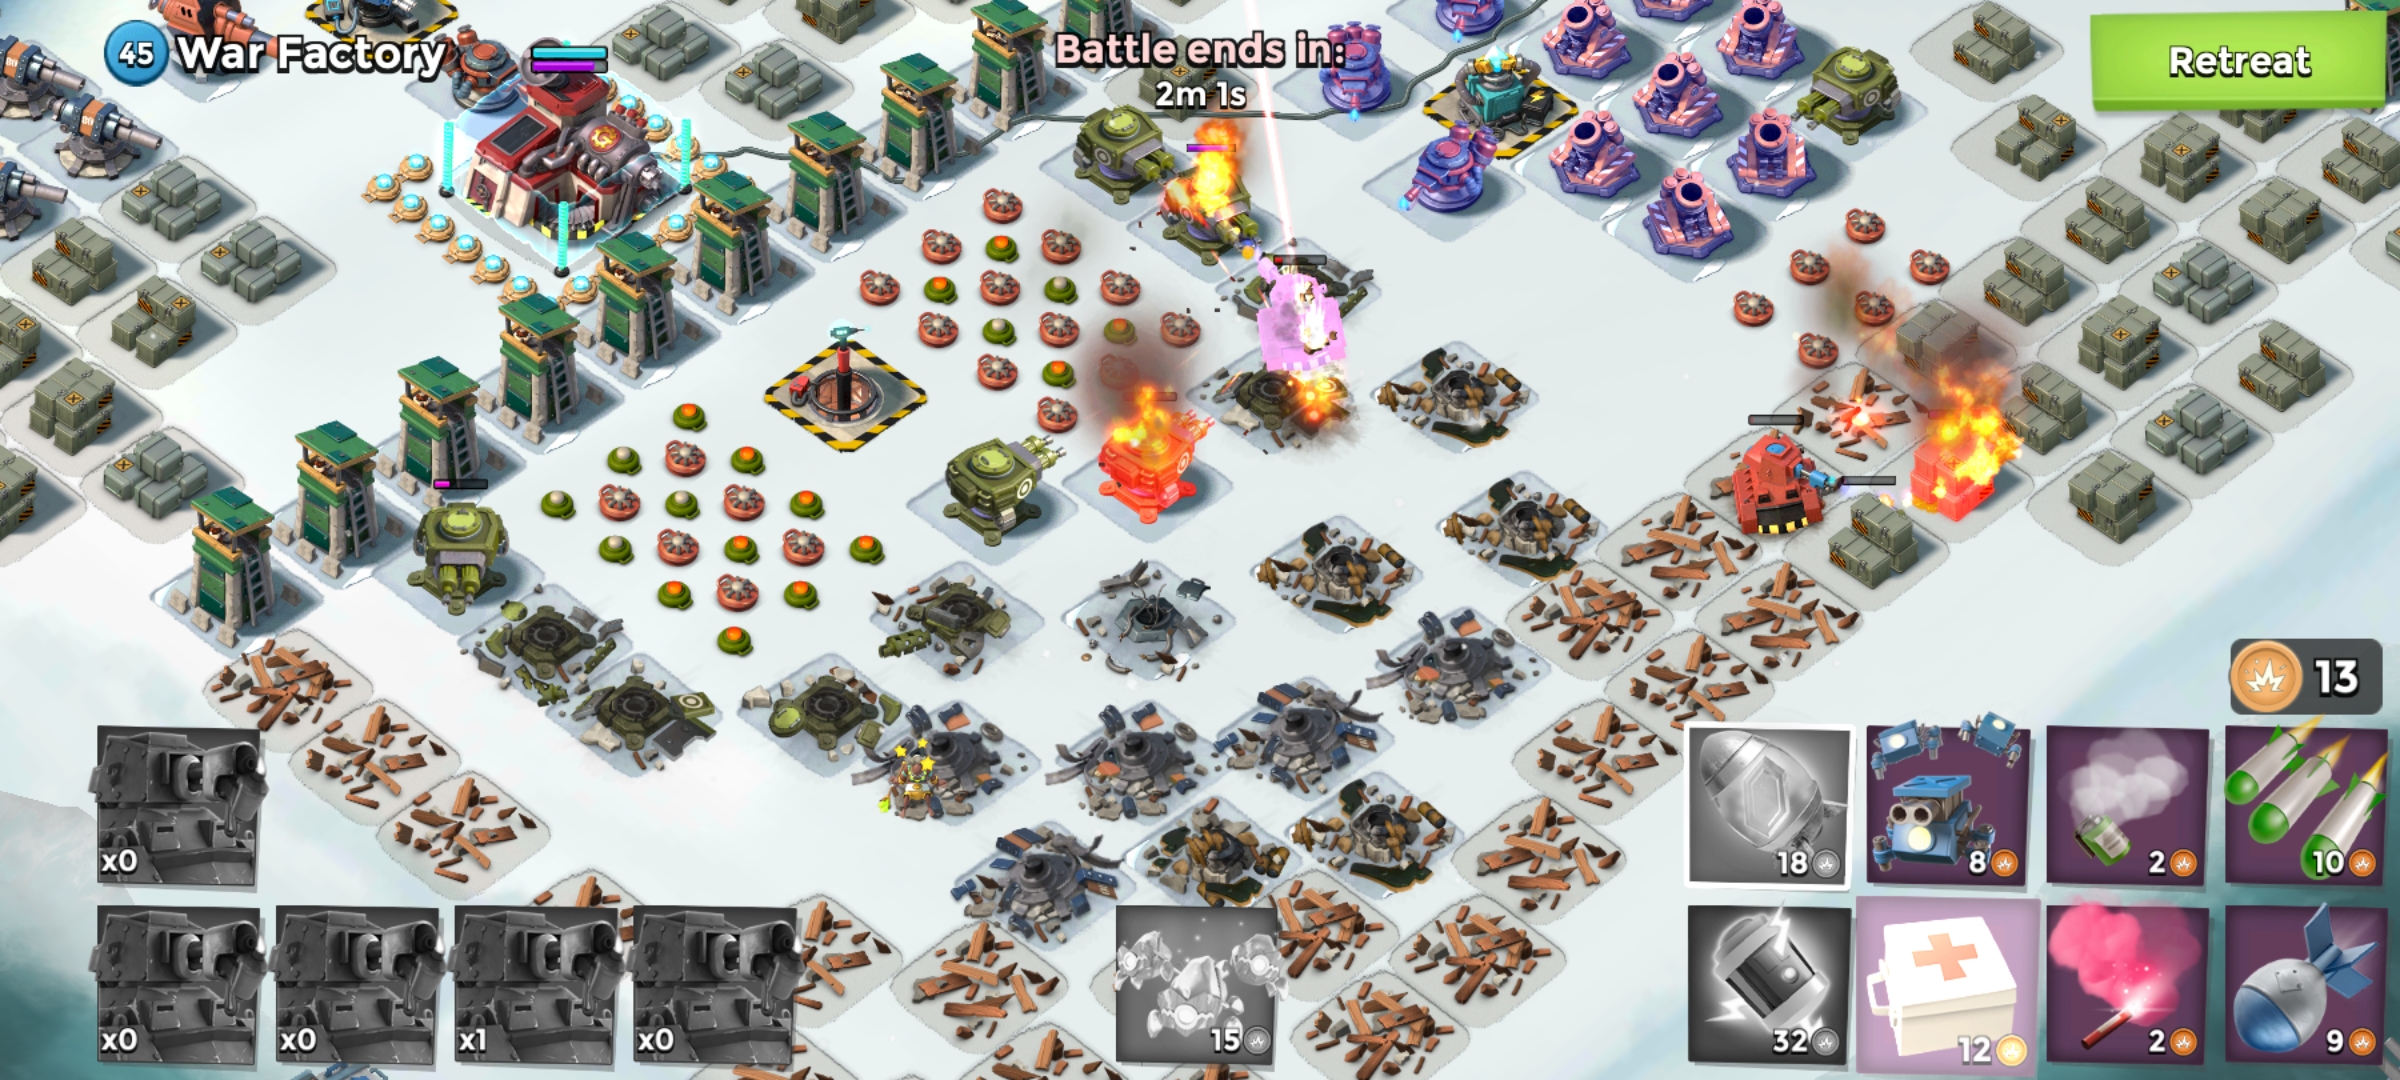 45 War Factory
Battle ends in:
2m 1s
Retreat
13
x0
18
8
2
10
x0
x0
x1
x0
15
32
12
2
9